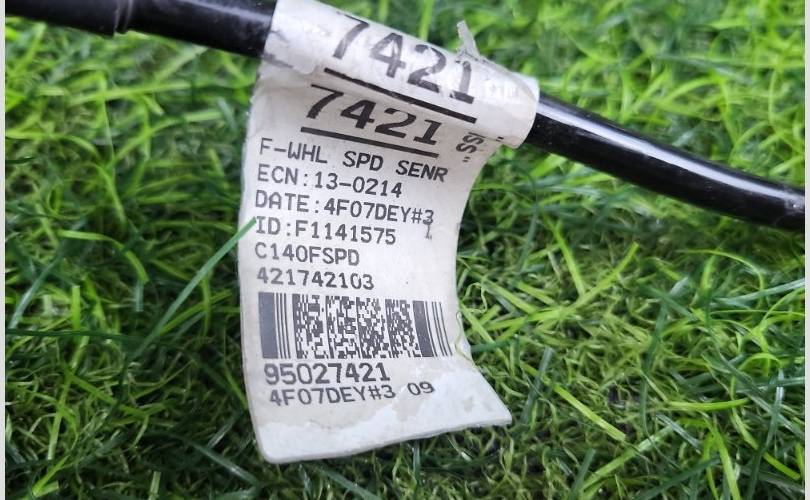 7421
7421
F-WHL SPD SENR
ECN:13-0214
DATE:4F07DEY#3
ID:F1141575
C140FSPD
421742103
95027421
4F07DEY#3 09